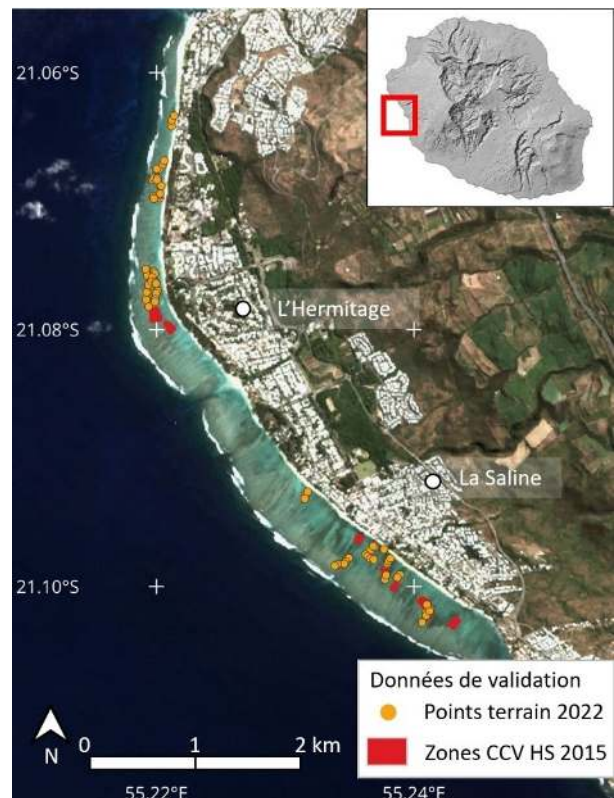 21.06°S
21.08°S
L'Hermitage
La Saline
21.10°S
Données de validation
Points terrain 2022
Zones CCV HS 2015
N
0 1 2 km
55.22°E 55.24°E